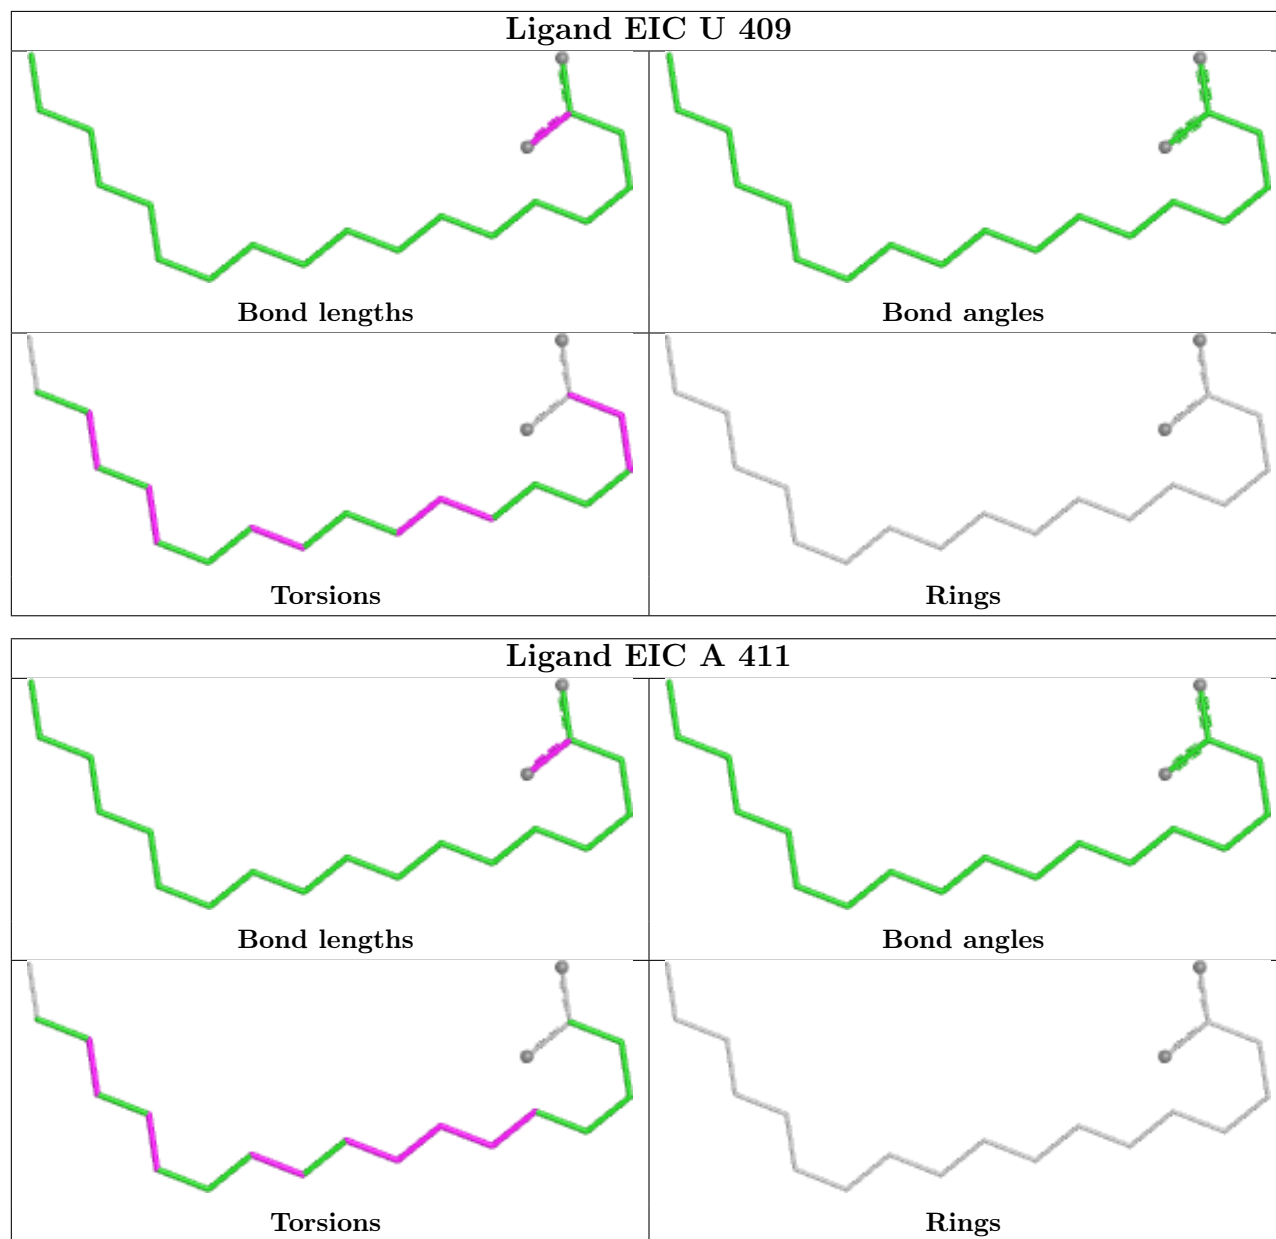 Ligand EIC U 409
Bond lengths
Bond angles
Torsions
Rings
Ligand EIC A 411
Bond lengths
Bond angles
Torsions
Rings